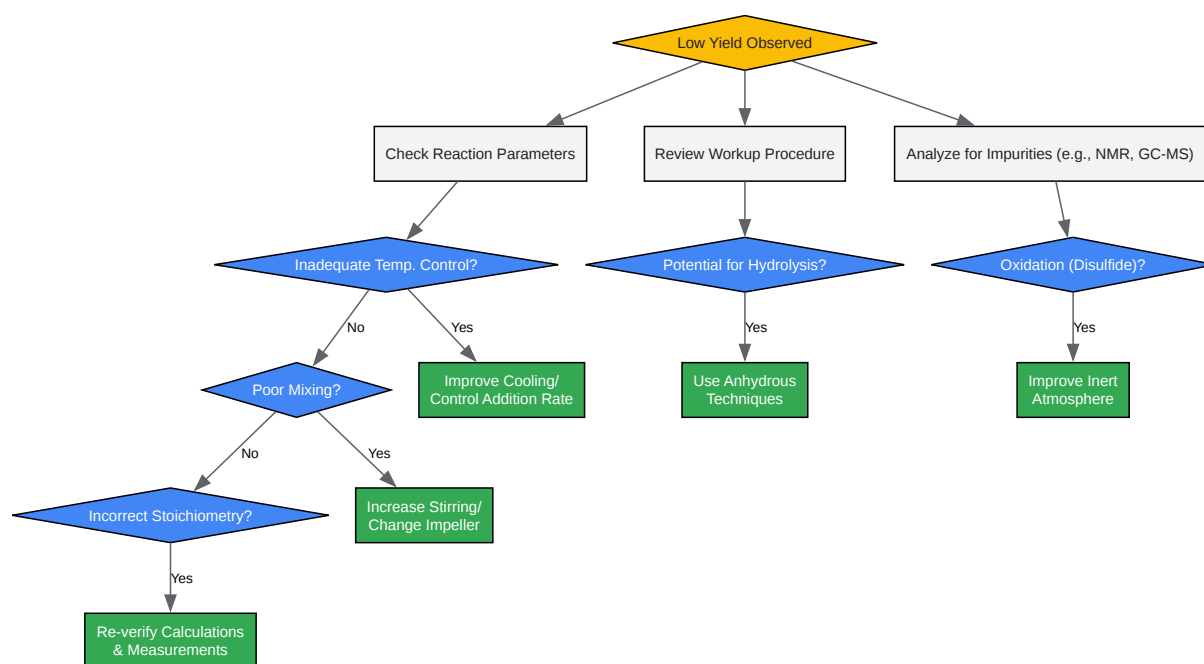 Low Yield Observed
Check Reaction Parameters
Review Workup Procedure
Analyze for Impurities (e.g., NMR, GC-MS)
Inadequate Temp. Control?
Potential for Hydrolysis?
Oxidation (Disulfide)?
No
Yes
Yes
Yes
Poor Mixing?
Improve Cooling/
Control Addition Rate
Use Anhydrous
Techniques
Improve Inert
Atmosphere
No
Yes
Incorrect Stoichiometry?
Increase Stirring/
Change Impeller
Yes
Re-verify Calculations
& Measurements